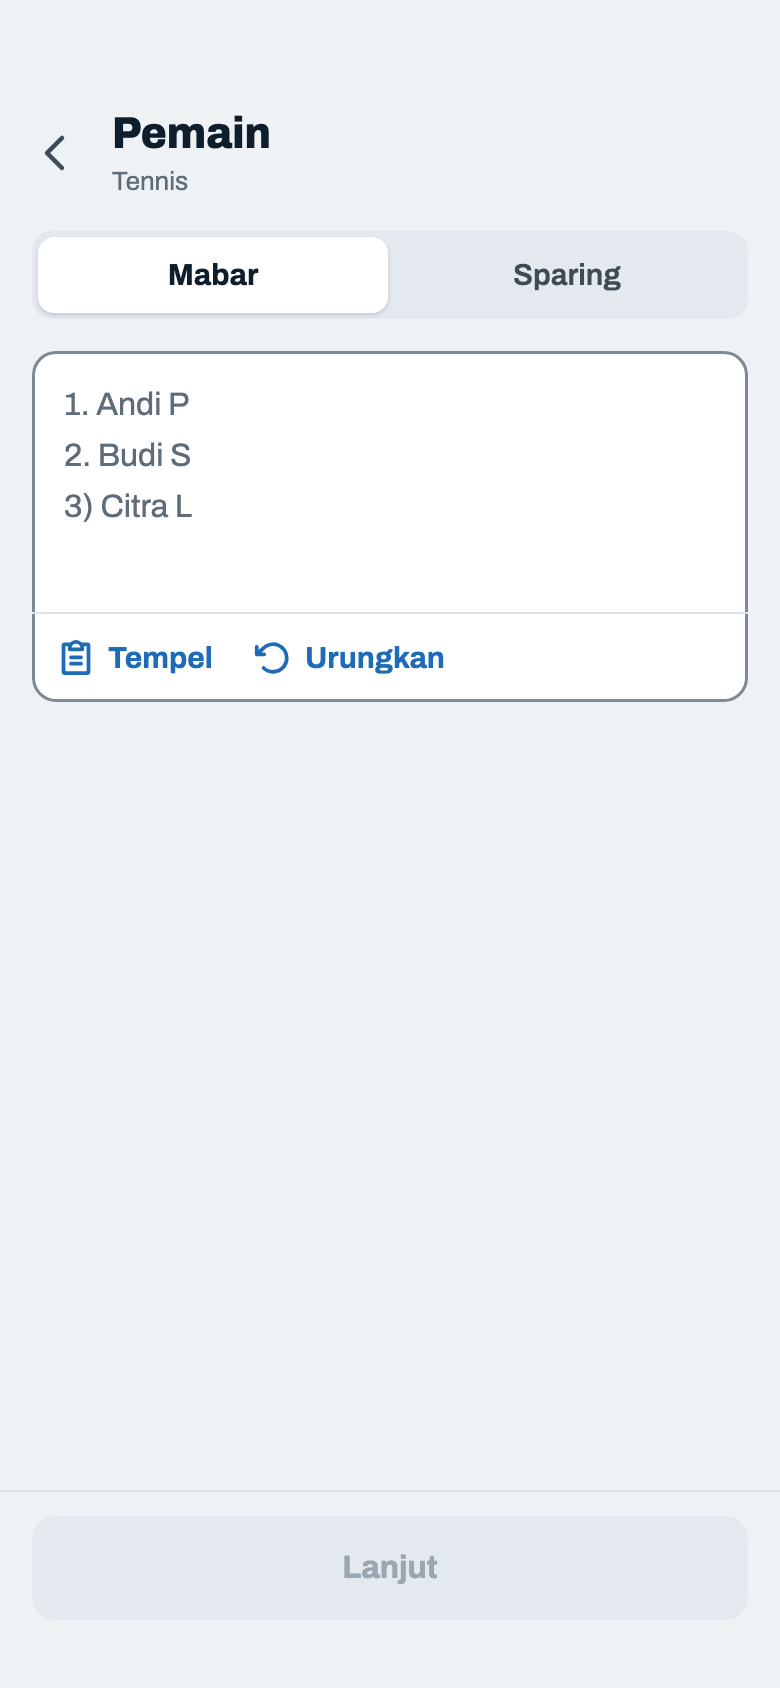 Pemain
Tennis
Mabar
Sparing
1. Andi P
2. Budi S
3) Citra L
Tempel
Urungkan
Lanjut